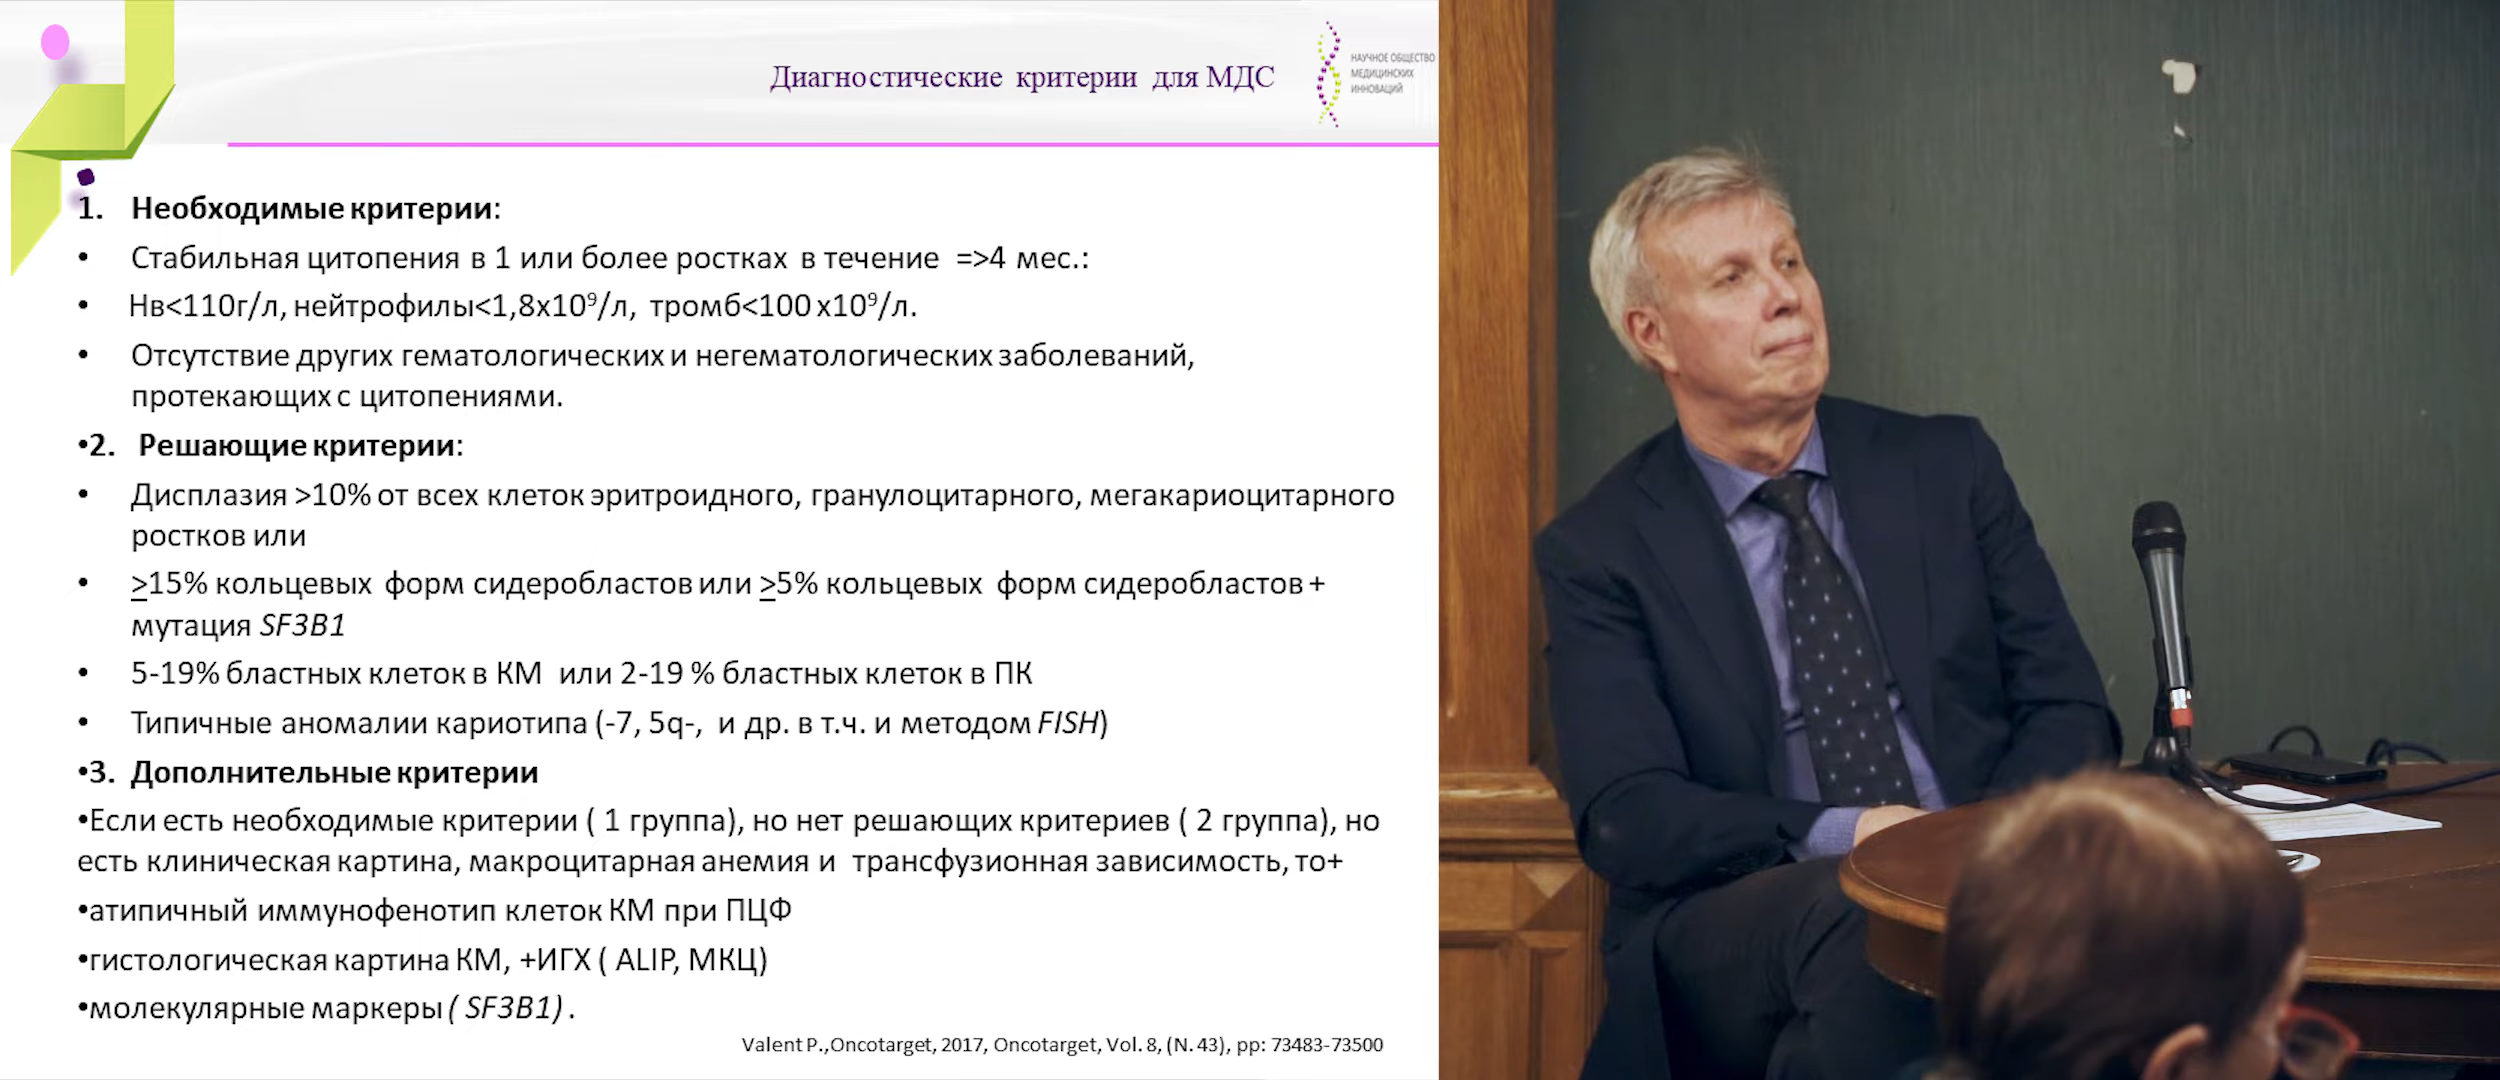 Диагностические критерии для МДС
НАУЧНОЕ ОБЩЕСТВО
МЕДИЦИНСКИХ
ИННОВАЦИЙ
1. Необходимые критерии:
• Стабильная цитопения в 1 или более ростках в течение =>4 мес.:
• Нв<110г/л, нейтрофилы<1,8х10⁹/л, тромб<100 х10⁹/л.
• Отсутствие других гематологических и негематологических заболеваний,
протекающих с цитопениями.
•2. Решающие критерии:
• Дисплазия >10% от всех клеток эритроидного, гранулоцитарного, мегакариоцитарного
ростков или
• ≥15% кольцевых форм сидеробластов или ≥5% кольцевых форм сидеробластов +
мутация SF3B1
• 5-19% бластных клеток в КМ или 2-19 % бластных клеток в ПК
• Типичные аномалии кариотипа (-7, 5q-, и др. в т.ч. и методом FISH)
•3. Дополнительные критерии
•Если есть необходимые критерии ( 1 группа), но нет решающих критериев ( 2 группа), но
есть клиническая картина, макроцитарная анемия и трансфузионная зависимость, то+
•атипичный иммунофенотип клеток КМ при ПЦФ
•гистологическая картина КМ, +ИГХ ( ALIP, МКЦ)
•молекулярные маркеры ( SF3B1) .
Valent P.,Oncotarget, 2017, Oncotarget, Vol. 8, (N. 43), pp: 73483-73500